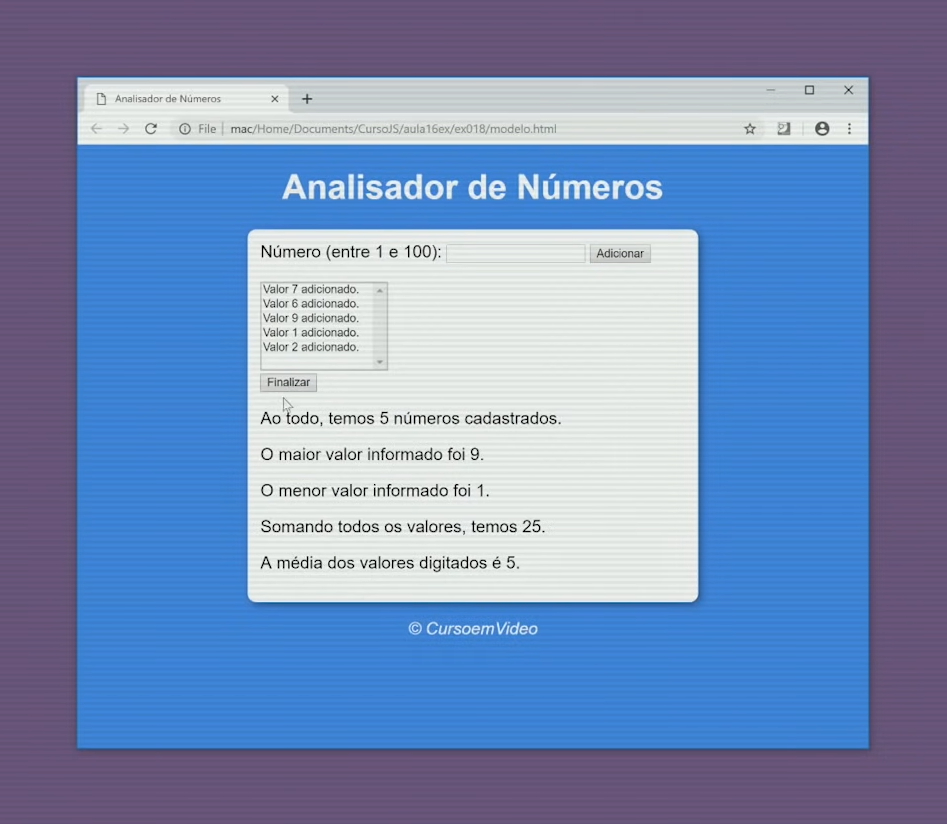 Analisador de Números
File | mac/Home/Documents/CursoJS/aula16ex/ex018/modelo.html
Analisador de Números
Número (entre 1 e 100): Adicionar
Valor 7 adicionado.
Valor 6 adicionado.
Valor 9 adicionado.
Valor 1 adicionado.
Valor 2 adicionado.
Finalizar
Ao todo, temos 5 números cadastrados.
O maior valor informado foi 9.
O menor valor informado foi 1.
Somando todos os valores, temos 25.
A média dos valores digitados é 5.
© CursoemVideo